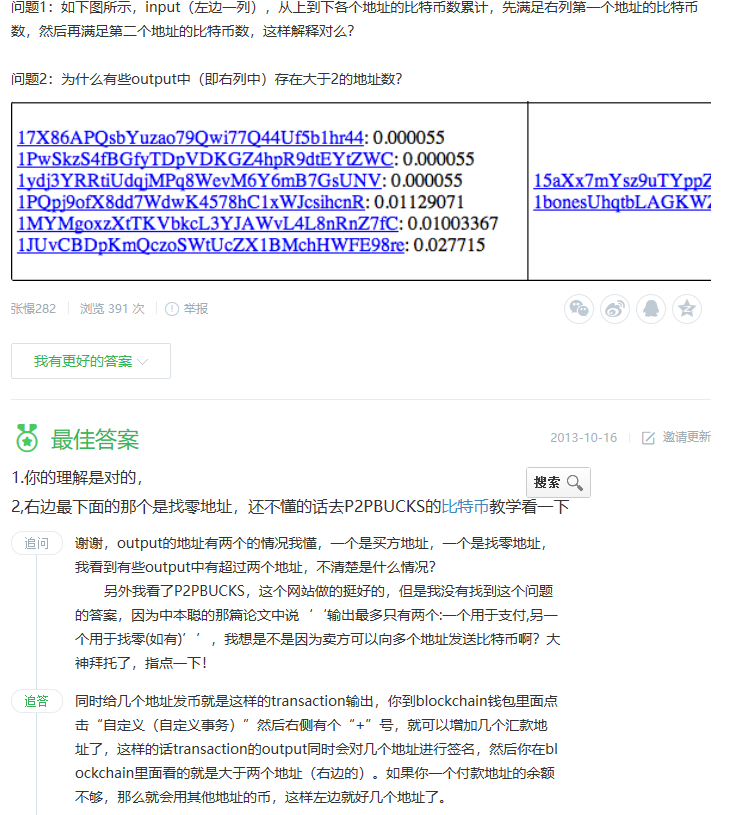 问题1：如下图所示，input（左边一列），从上到下各个地址的比特币数累计，先满足右列第一个地址的比特币
数，然后再满足第二个地址的比特币数，这样解释对么？
问题2：为什么有些output中（即右列中）存在大于2的地址数？
17X86APQsbYuzao79Qwi77Q44Uf5b1hr44: 0.000055
1PwSkzS4fBGfyTDpVDKGZ4hpR9dtEYtZWC: 0.000055
1ydj3YRRtiUdqjMPq8WevM6Y6mB7GsUNV: 0.000055
15aXx7mYsz9uTYppZ
1PQpj9ofX8dd7WdwK4578hC1xWJcsihcnR: 0.01129071
1bonesUhqtbLAGKWZ
1MYMgoxzXtTKVbkcL3YJAWvL4L8nRnZ7fC: 0.01003367
1JUvCBDpKmQczoSWtUcZX1BMchHWFE98re: 0.027715
张憬282 浏览 391 次 举报
我有更好的答案
最佳答案
2013-10-16 邀请更新
1.你的理解是对的，
搜索
2,右边最下面的那个是找零地址，还不懂的话去P2PBUCKS的比特币教学看一下
追问
谢谢，output的地址有两个的情况我懂，一个是买方地址，一个是找零地址，
我看到有些output中有超过两个地址，不清楚是什么情况？
另外我看了P2PBUCKS，这个网站做的挺好的，但是我没有找到这个问题
的答案，因为中本聪的那篇论文中说‘‘输出最多只有两个:一个用于支付,另一
个用于找零(如有)’’，我想是不是因为卖方可以向多个地址发送比特币啊？大
神拜托了，指点一下！
追答
同时给几个地址发币就是这样的transaction输出，你到blockchain钱包里面点
击“自定义（自定义事务）”然后右侧有个“+”号，就可以增加几个汇款地
址了，这样的话transaction的output同时会对几个地址进行签名，然后你在bl
ockchain里面看的就是大于两个地址（右边的）。如果你一个付款地址的余额
不够，那么就会用其他地址的币，这样左边就好几个地址了。